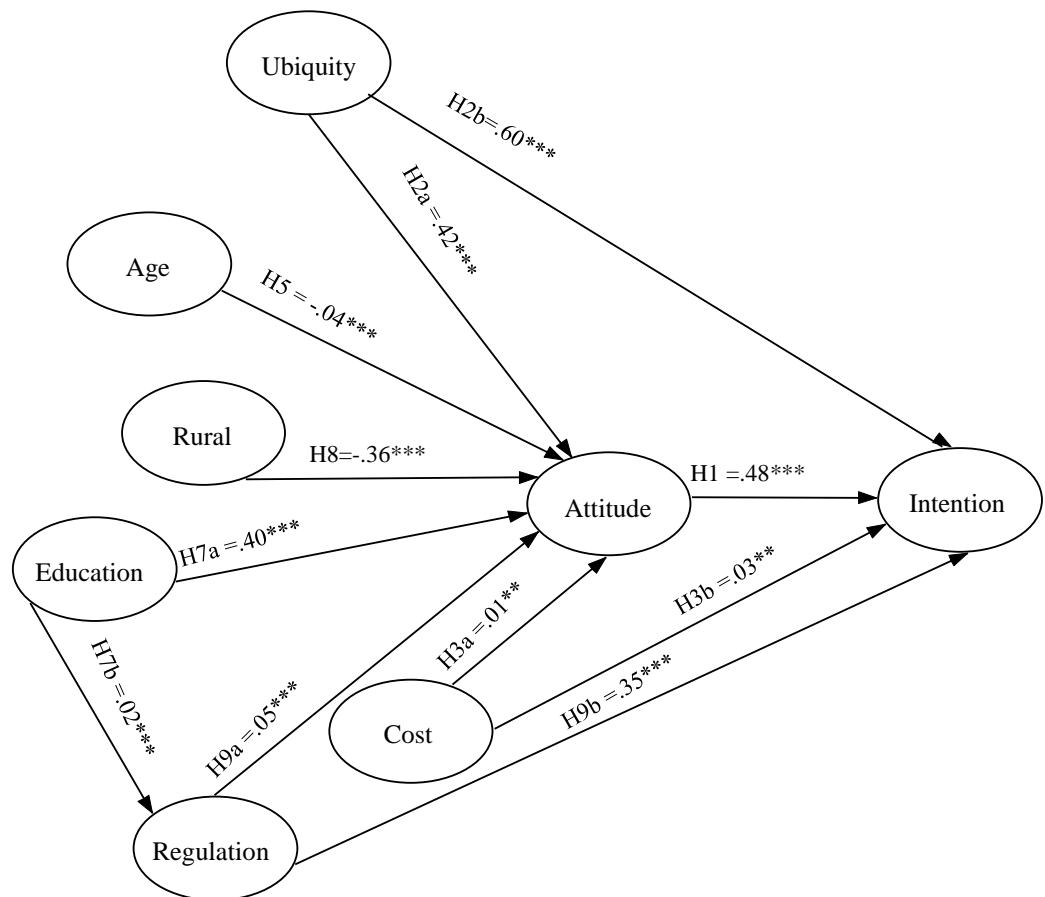 Ubiquity
H2b=.60***
H2a =.42***
Age
H5 =-.04***
Rural
H8=-.36***
Attitude
H1 =.48***
Intention
Education
H7a =.40***
H7b =.02***
H9a =.05***
H3a =.01**
H3b =.03**
H9b =.35***
Cost
Regulation